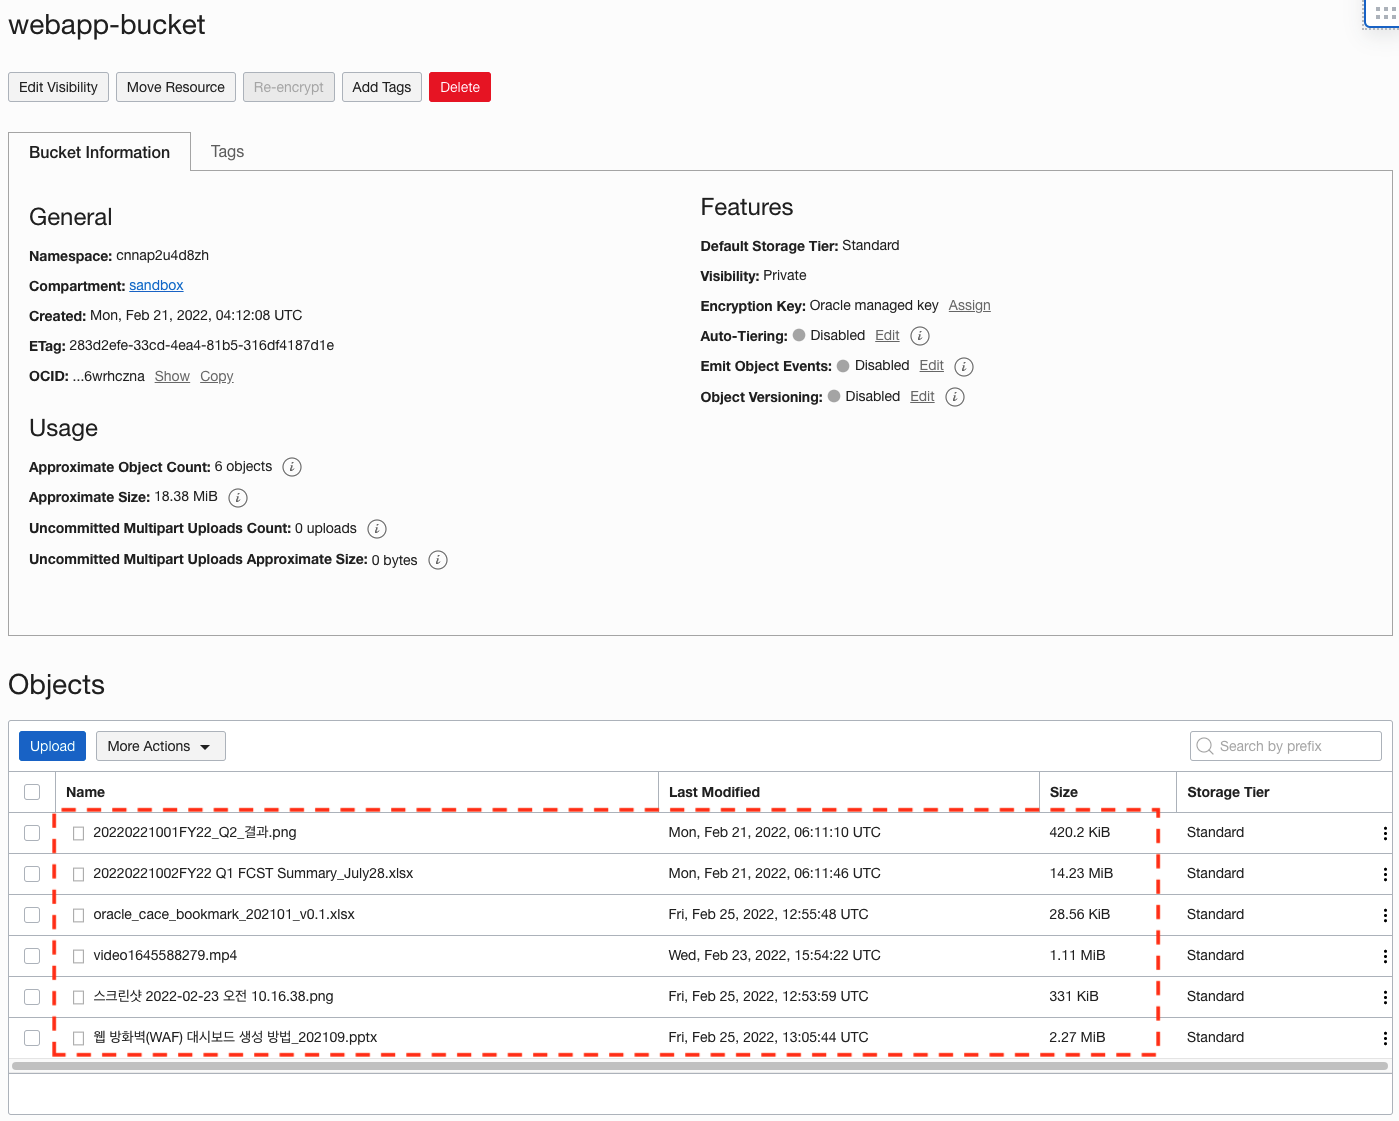 webapp-bucket
Edit Visibility Move Resource Re-encrypt Add Tags Delete
Bucket Information Tags
General
Namespace: cnnap2u4d8zh
Compartment: sandbox
Created: Mon, Feb 21, 2022, 04:12:08 UTC
ETag: 283d2efe-33cd-4ea4-81b5-316df4187d1e
OCID: ...6wrhczna Show Copy
Usage
Approximate Object Count: 6 objects i
Approximate Size: 18.38 MiB i
Uncommitted Multipart Uploads Count: 0 uploads i
Uncommitted Multipart Uploads Approximate Size: 0 bytes i
Features
Default Storage Tier: Standard
Visibility: Private
Encryption Key: Oracle managed key Assign
Auto-Tiering: Disabled Edit i
Emit Object Events: Disabled Edit i
Object Versioning: Disabled Edit i
Objects
Upload More Actions Search by prefix
Name Last Modified Size Storage Tier
20220221001FY22_Q2_결과.png Mon, Feb 21, 2022, 06:11:10 UTC 420.2 KiB Standard
20220221002FY22 Q1 FCST Summary_July28.xlsx Mon, Feb 21, 2022, 06:11:46 UTC 14.23 MiB Standard
oracle_cace_bookmark_202101_v0.1.xlsx Fri, Feb 25, 2022, 12:55:48 UTC 28.56 KiB Standard
video1645588279.mp4 Wed, Feb 23, 2022, 15:54:22 UTC 1.11 MiB Standard
스크린샷 2022-02-23 오전 10.16.38.png Fri, Feb 25, 2022, 12:53:59 UTC 331 KiB Standard
웹 방화벽(WAF) 대시보드 생성 방법_202109.pptx Fri, Feb 25, 2022, 13:05:44 UTC 2.27 MiB Standard